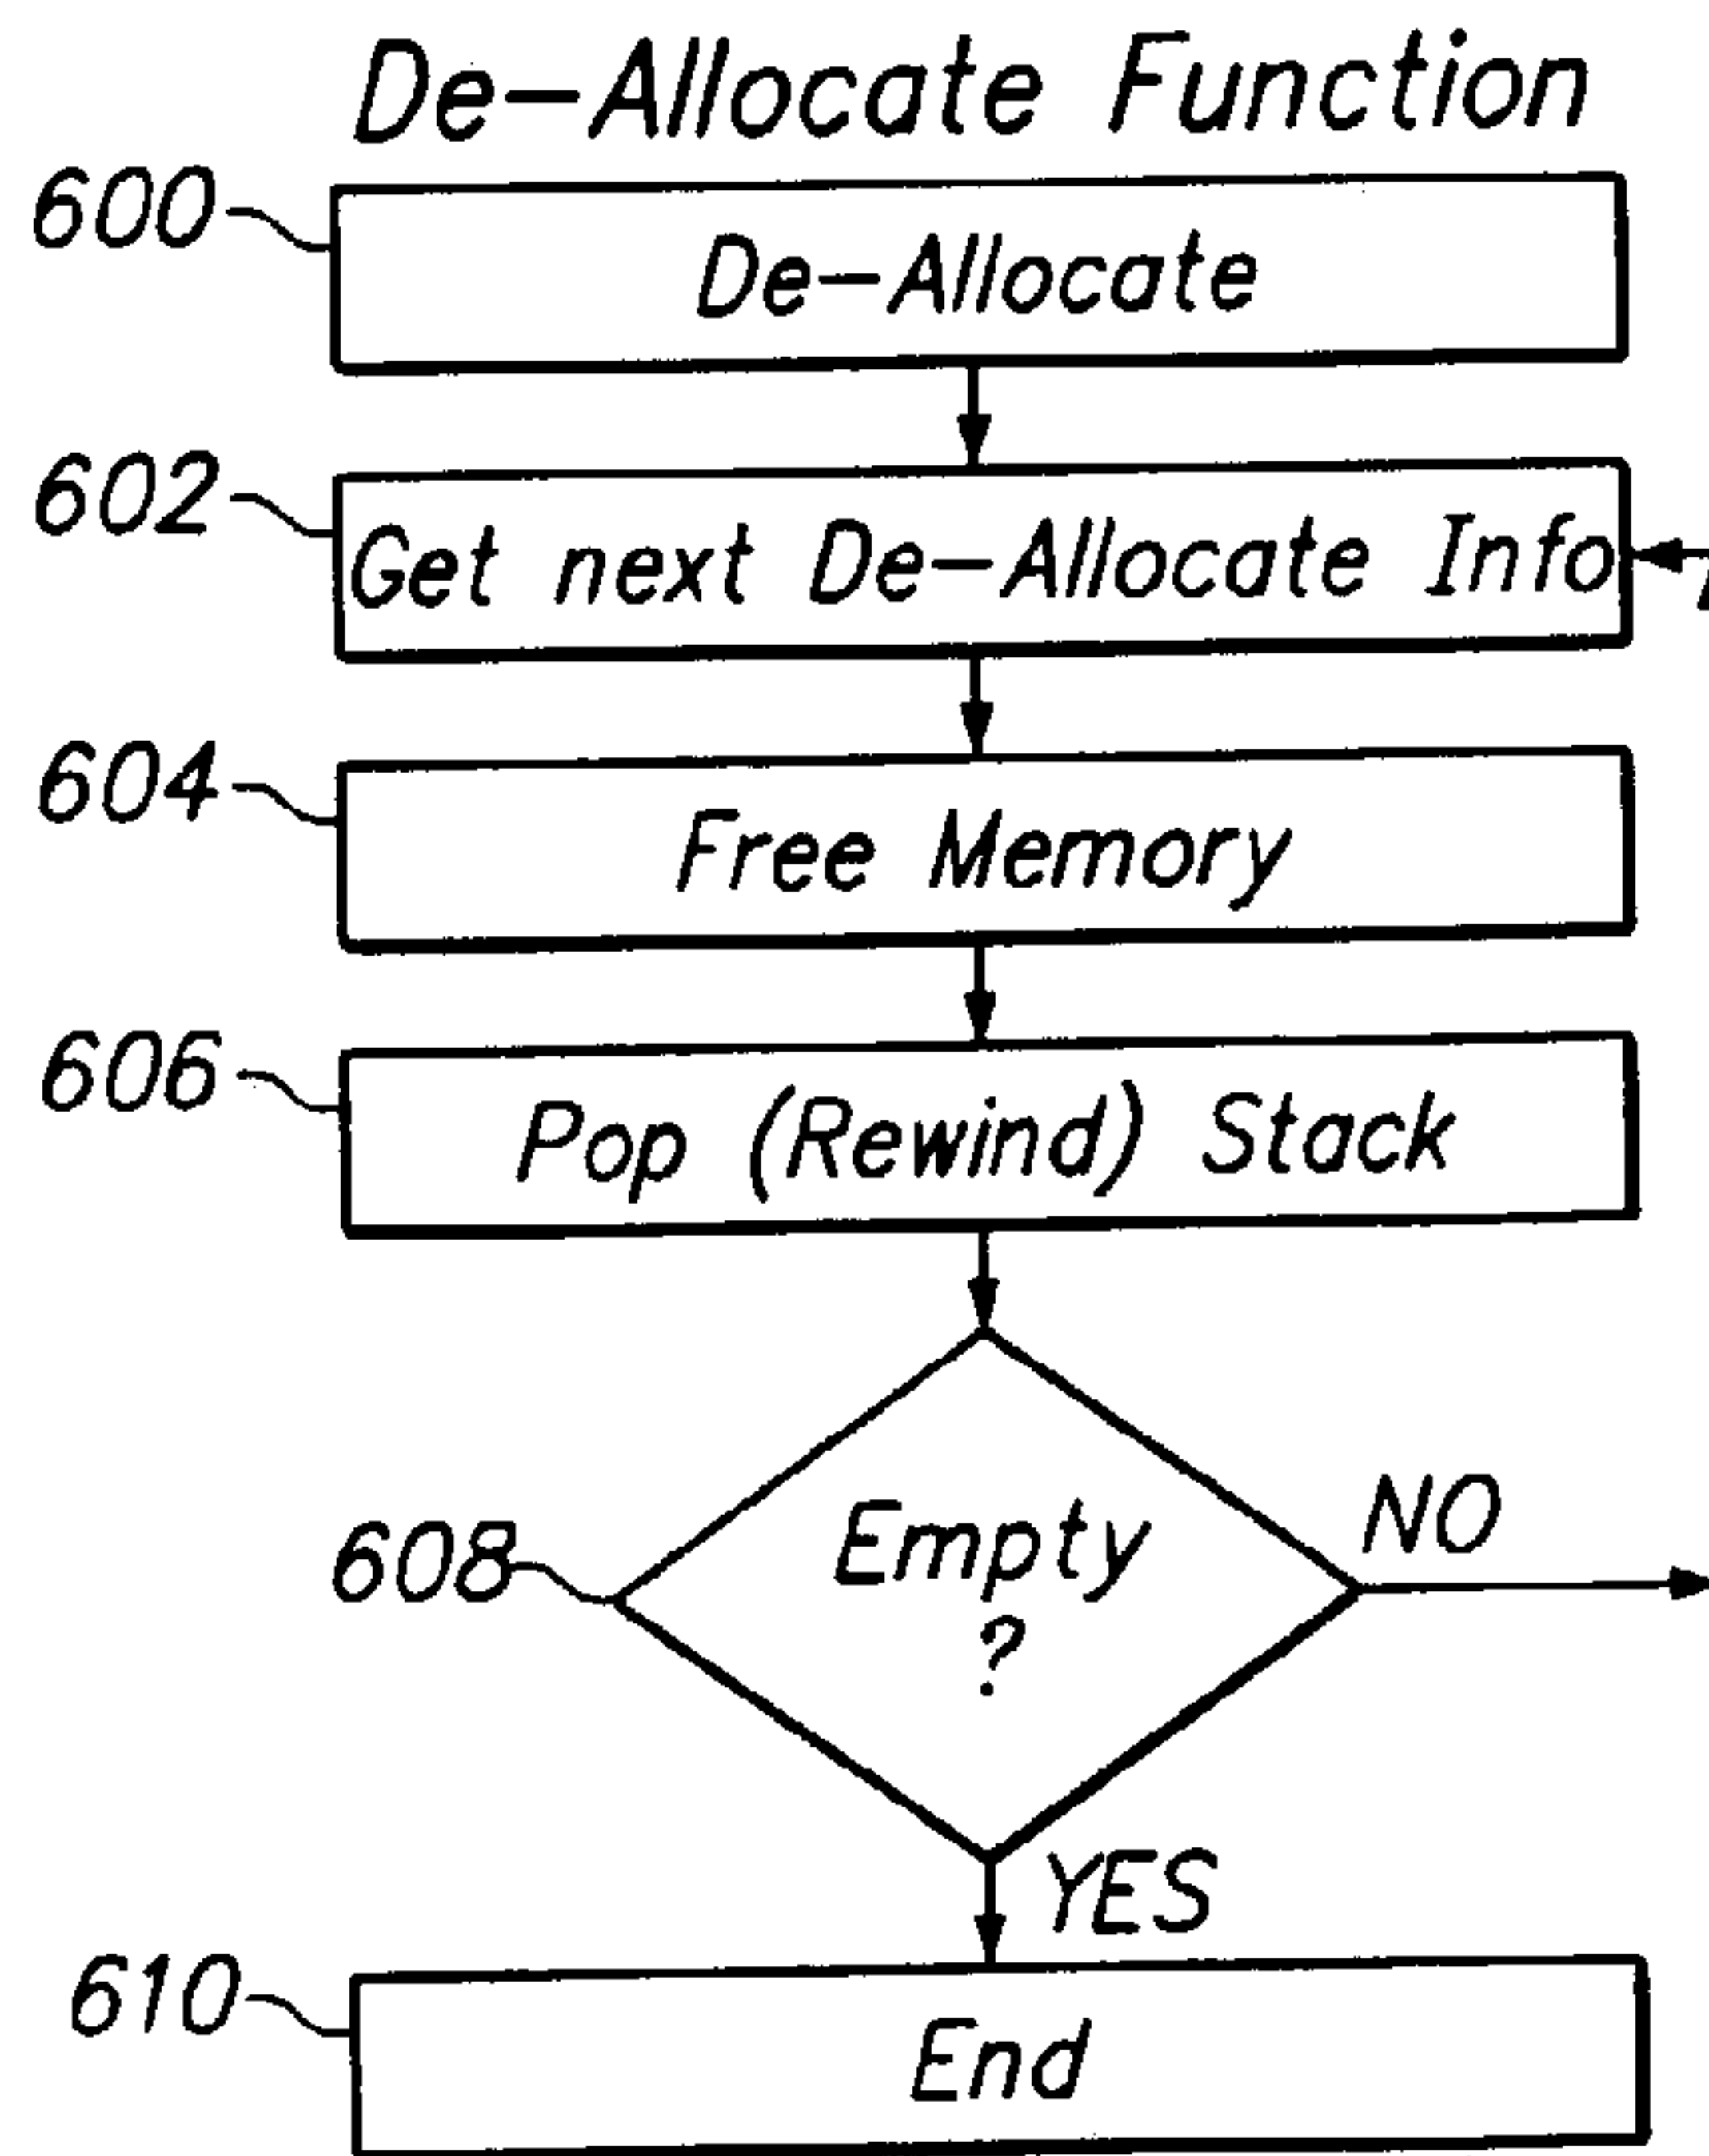 De-Allocate Function
600
De-Allocate
602
Get next De-Allocate Info
604
Free Memory
606
Pop (Rewind) Stack
608
Empty
?
NO
YES
610
End